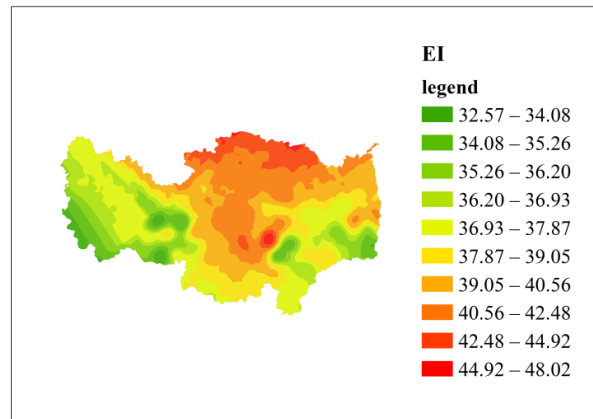 EI
legend
32.57 – 34.08
34.08 – 35.26
35.26 – 36.20
36.20 – 36.93
36.93 – 37.87
37.87 – 39.05
39.05 – 40.56
40.56 – 42.48
42.48 – 44.92
44.92 – 48.02